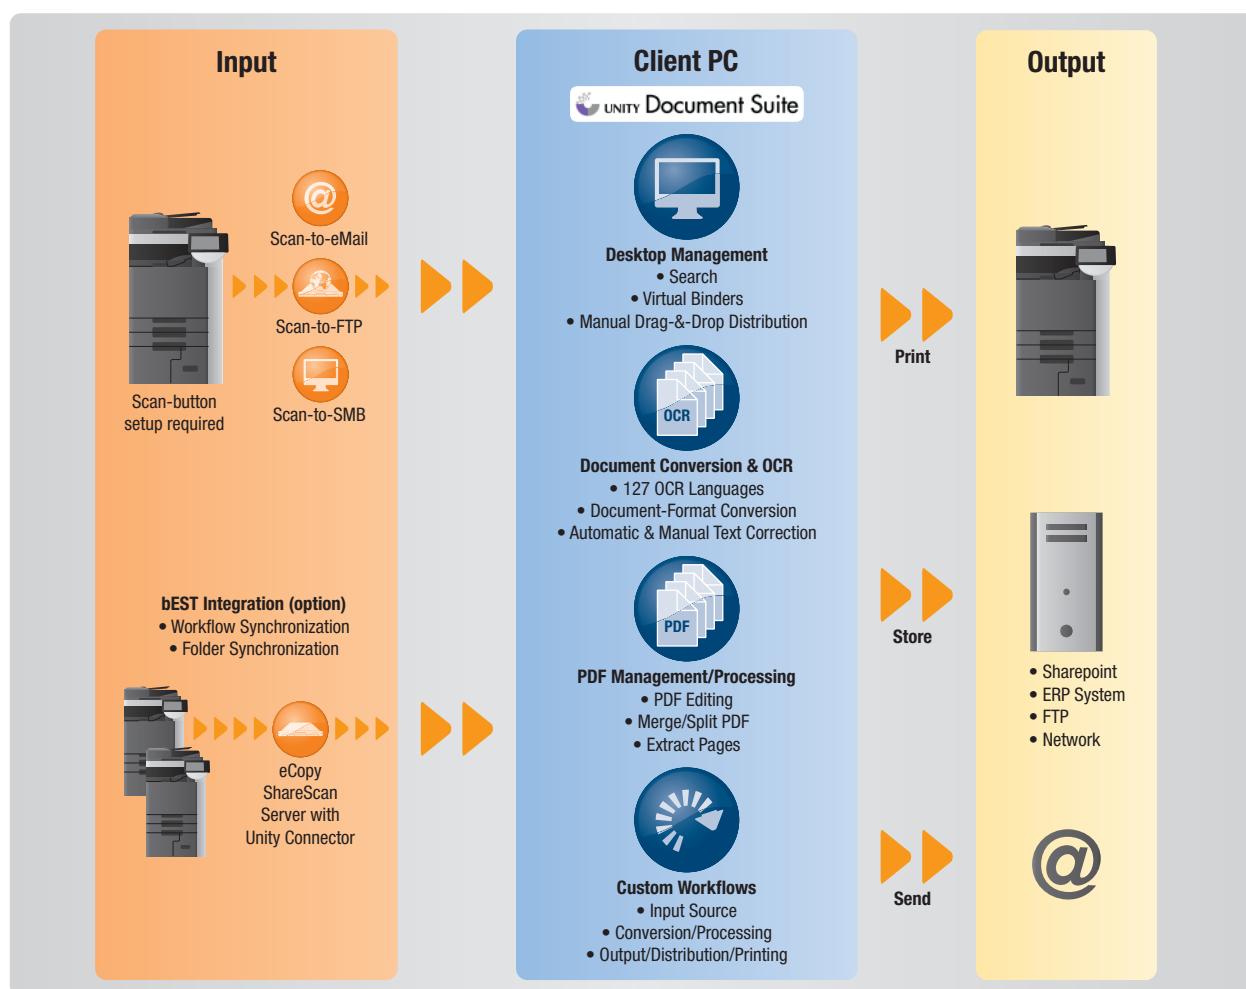 Input
Scan-to-eMail
Scan-to-FTP
Scan-to-SMB
Scan-button
setup required
bEST Integration (option)
• Workflow Synchronization
• Folder Synchronization
eCopy
ShareScan
Server with
Unity Connector
Client PC
UNITY Document Suite
Desktop Management
• Search
• Virtual Binders
• Manual Drag-&-Drop Distribution
OCR
Document Conversion & OCR
• 127 OCR Languages
• Document-Format Conversion
• Automatic & Manual Text Correction
PDF
PDF Management/Processing
• PDF Editing
• Merge/Split PDF
• Extract Pages
Custom Workflows
• Input Source
• Conversion/Processing
• Output/Distribution/Printing
Print
Store
Send
Output
• Sharepoint
• ERP System
• FTP
• Network